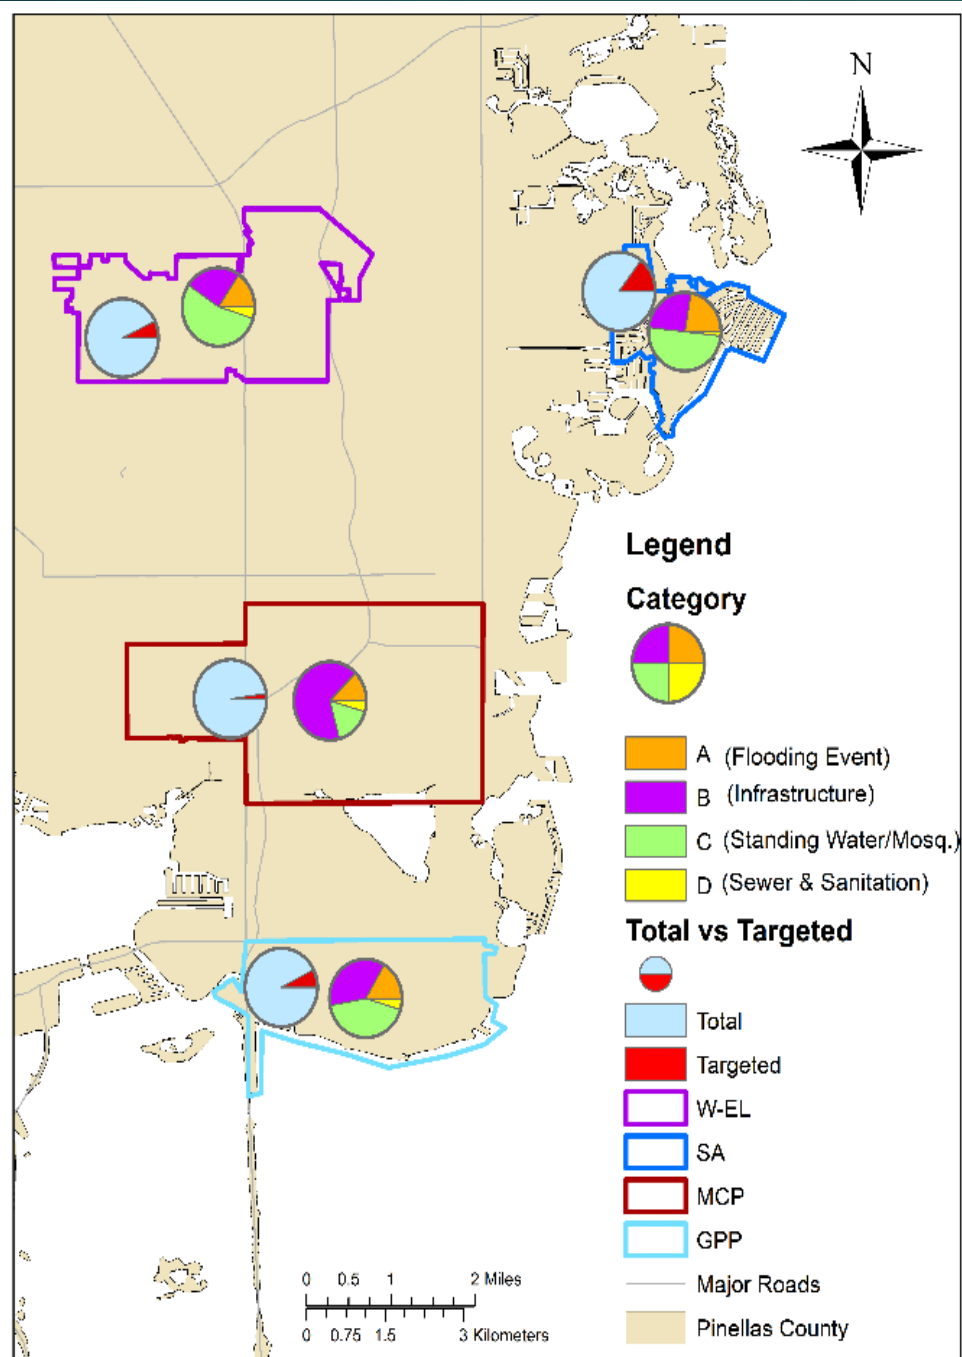 N
Legend
Category
A (Flooding Event)
B (Infrastructure)
C (Standing Water/Mosq.)
D (Sewer & Sanitation)
Total vs Targeted
Total
Targeted
W-EL
SA
MCP
GPP
Major Roads
Pinellas County
0 0.5 1 2 Miles
0 0.75 1.5 3 Kilometers